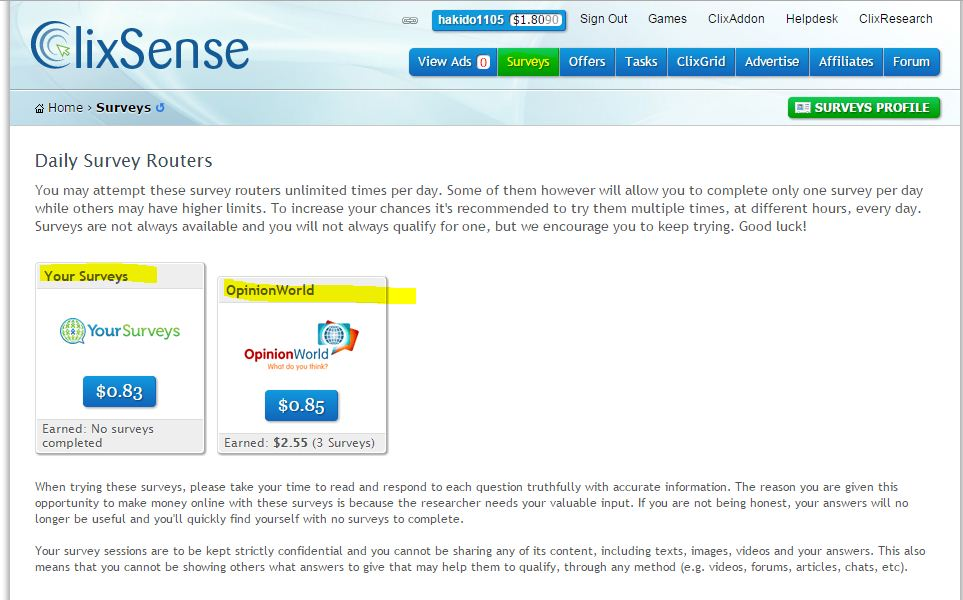 hakido1105 $1.8090 Sign Out Games ClixAddon Helpdesk ClixResearch
ClixSense
View Ads 0 Surveys Offers Tasks ClixGrid Advertise Affiliates Forum
Home › Surveys
SURVEYS PROFILE
Daily Survey Routers
You may attempt these survey routers unlimited times per day. Some of them however will allow you to complete only one survey per day
while others may have higher limits. To increase your chances it's recommended to try them multiple times, at different hours, every day.
Surveys are not always available and you will not always qualify for one, but we encourage you to keep trying. Good luck!
Your Surveys
YourSurveys
$0.83
Earned: No surveys
completed
OpinionWorld
OpinionWorld
What do you think?
$0.85
Earned: $2.55 (3 Surveys)
When trying these surveys, please take your time to read and respond to each question truthfully with accurate information. The reason you are given this
opportunity to make money online with these surveys is because the researcher needs your valuable input. If you are not being honest, your answers will no
longer be useful and you'll quickly find yourself with no surveys to complete.
Your survey sessions are to be kept strictly confidential and you cannot be sharing any of its content, including texts, images, videos and your answers. This also
means that you cannot be showing others what answers to give that may help them to qualify, through any method (e.g. videos, forums, articles, chats, etc).